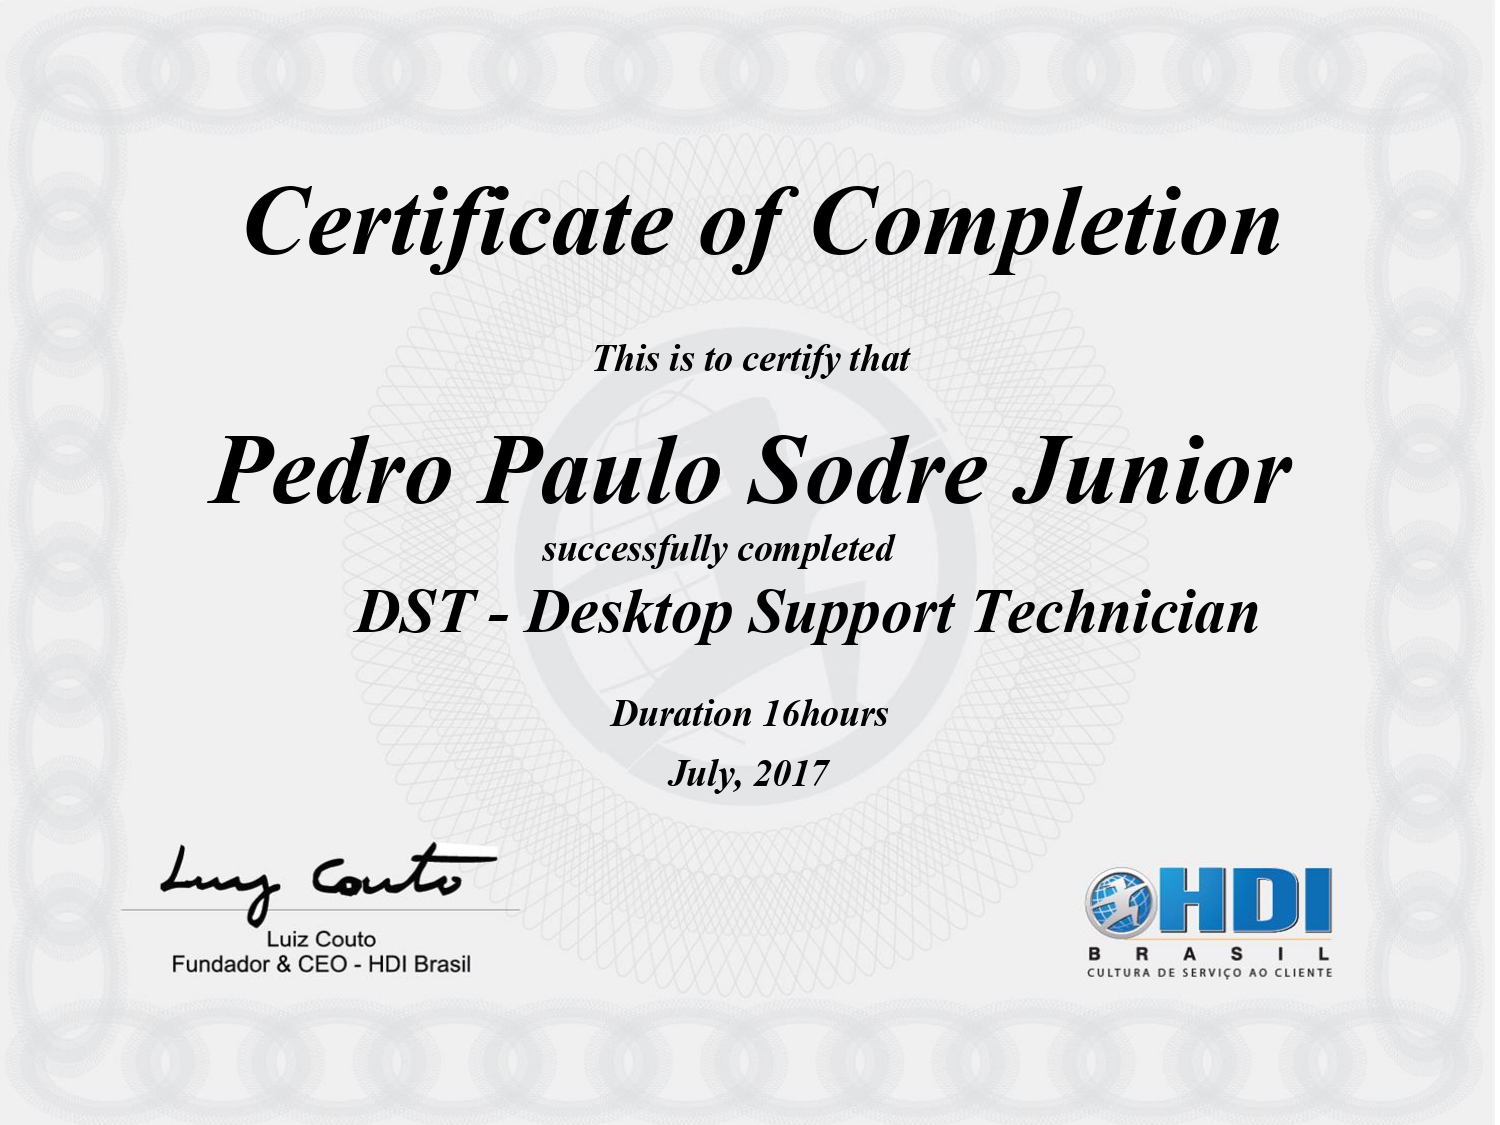 Certificate of Completion
This is to certify that
Pedro Paulo Sodre Junior
successfully completed
DST - Desktop Support Technician
Duration 16hours
July, 2017
Luiz Couto
Luiz Couto
Fundador & CEO - HDI Brasil
HDI
BRASIL
CULTURA DE SERVIÇO AO CLIENTE